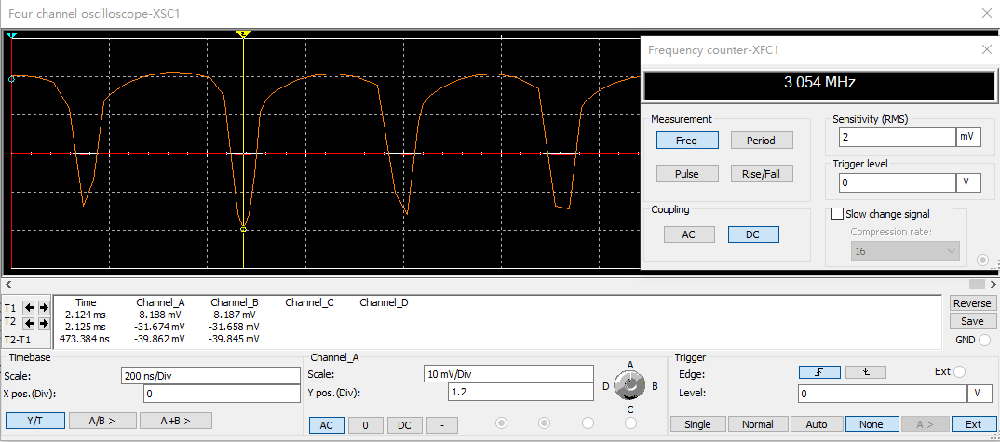 Four channel oscilloscope-XSC1
1
2
Frequency counter-XFC1
3.054 MHz
Measurement
Freq
Period
Pulse
Rise/Fall
Coupling
AC
DC
Sensitivity (RMS)
2
mV
Trigger level
0
V
Slow change signal
Compression rate:
16
T1
T2
T2-T1
Time Channel_A Channel_B Channel_C Channel_D
2.124 ms 8.188 mV 8.187 mV
2.125 ms -31.674 mV -31.658 mV
473.384 ns -39.862 mV -39.845 mV
Reverse
Save
GND
Timebase
Scale: 200 ns/Div
X pos.(Div): 0
Y/T A/B > A+B >
Channel_A
Scale: 10 mV/Div
Y pos.(Div): 1.2
A
D B
C
AC 0 DC -
Trigger
Edge: Ext
Level: 0 V
Single Normal Auto None A > Ext